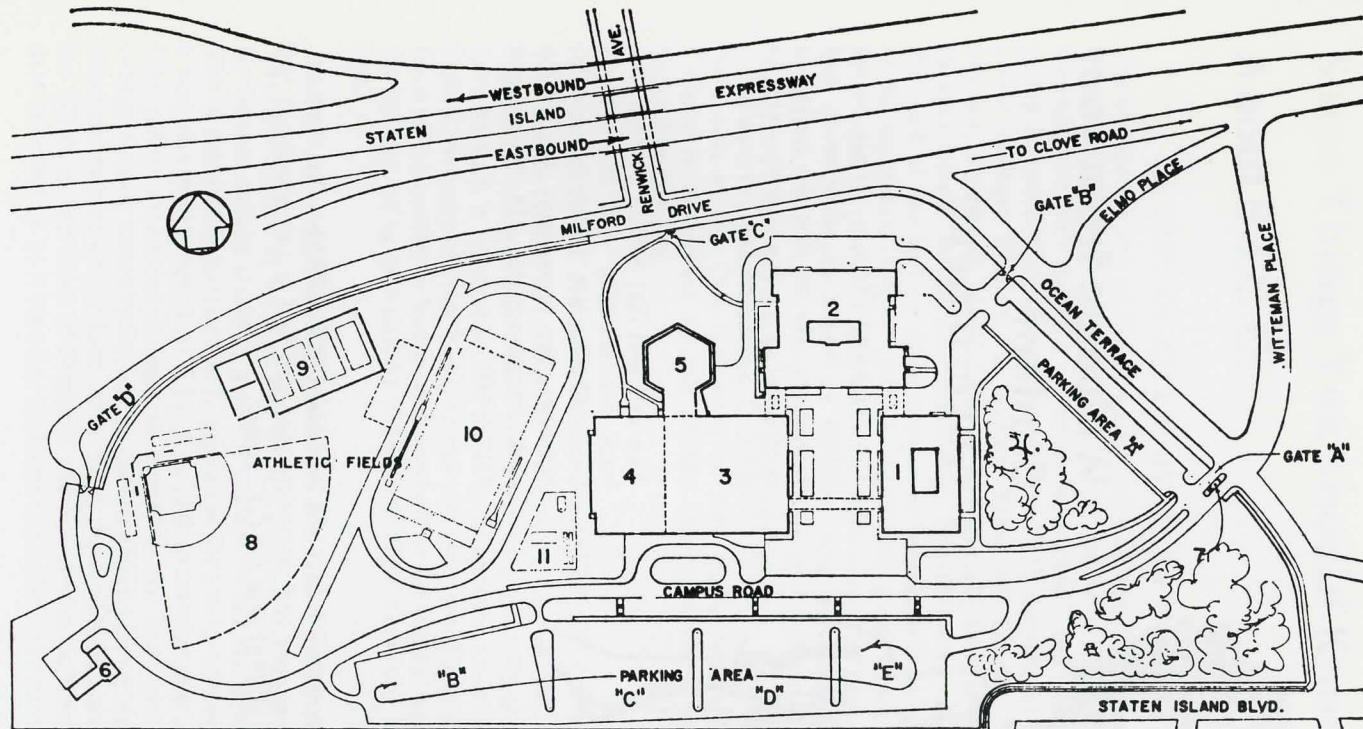 AVE.
RENWICK
WESTBOUND
STATEN ISLAND EXPRESSWAY
EASTBOUND
TO CLOVE ROAD
MILFORD DRIVE
GATE "C"
GATE "B"
ELMO PLACE
WITTEMAN PLACE
OCEAN TERRACE
PARKING AREA "A"
GATE "A"
GATE "D"
ATHLETIC FIELDS
1
2
3
4
5
6
7
8
9
10
11
CAMPUS ROAD
PARKING AREA
"B"
"C"
"D"
"E"
STATEN ISLAND BLVD.